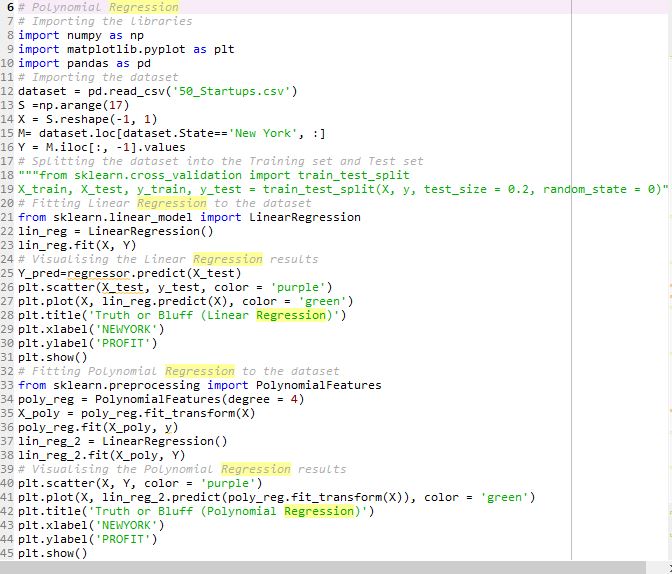 6 # Polynomial Regression
7 # Importing the libraries
8 import numpy as np
9 import matplotlib.pyplot as plt
10 import pandas as pd
11 # Importing the dataset
12 dataset = pd.read_csv('50_Startups.csv')
13 S =np.arange(17)
14 X = S.reshape(-1, 1)
15 M= dataset.loc[dataset.State=='New York', :]
16 Y = M.iloc[:, -1].values
17 # Splitting the dataset into the Training set and Test set
18 """from sklearn.cross_validation import train_test_split
19 X_train, X_test, y_train, y_test = train_test_split(X, y, test_size = 0.2, random_state = 0)"
20 # Fitting Linear Regression to the dataset
21 from sklearn.linear_model import LinearRegression
22 lin_reg = LinearRegression()
23 lin_reg.fit(X, Y)
24 # Visualising the Linear Regression results
25 Y_pred=regressor.predict(X_test)
26 plt.scatter(X_test, y_test, color = 'purple')
27 plt.plot(X, lin_reg.predict(X), color = 'green')
28 plt.title('Truth or Bluff (Linear Regression)')
29 plt.xlabel('NEWYORK')
30 plt.ylabel('PROFIT')
31 plt.show()
32 # Fitting Polynomial Regression to the dataset
33 from sklearn.preprocessing import PolynomialFeatures
34 poly_reg = PolynomialFeatures(degree = 4)
35 X_poly = poly_reg.fit_transform(X)
36 poly_reg.fit(X_poly, y)
37 lin_reg_2 = LinearRegression()
38 lin_reg_2.fit(X_poly, Y)
39 # Visualising the Polynomial Regression results
40 plt.scatter(X, Y, color = 'purple')
41 plt.plot(X, lin_reg_2.predict(poly_reg.fit_transform(X)), color = 'green')
42 plt.title('Truth or Bluff (Polynomial Regression)')
43 plt.xlabel('NEWYORK')
44 plt.ylabel('PROFIT')
45 plt.show()